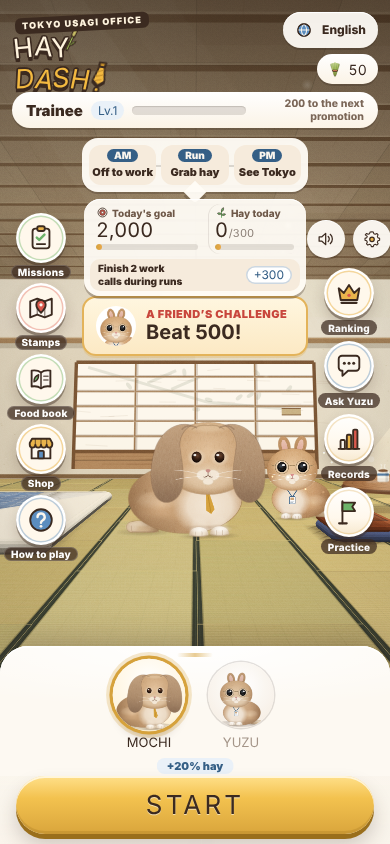 TOKYO USAGI OFFICE
HAY
DASH!
English
50
Trainee Lv.1
200 to the next
promotion
AM Run PM
Off to work Grab hay See Tokyo
Today's goal Hay today
2,000 0/300
Finish 2 work
calls during runs
+300
A FRIEND'S CHALLENGE
Beat 500!
Missions
Stamps
Food book
Shop
How to play
Ranking
Ask Yuzu
Records
Practice
MOCHI YUZU
+20% hay
START